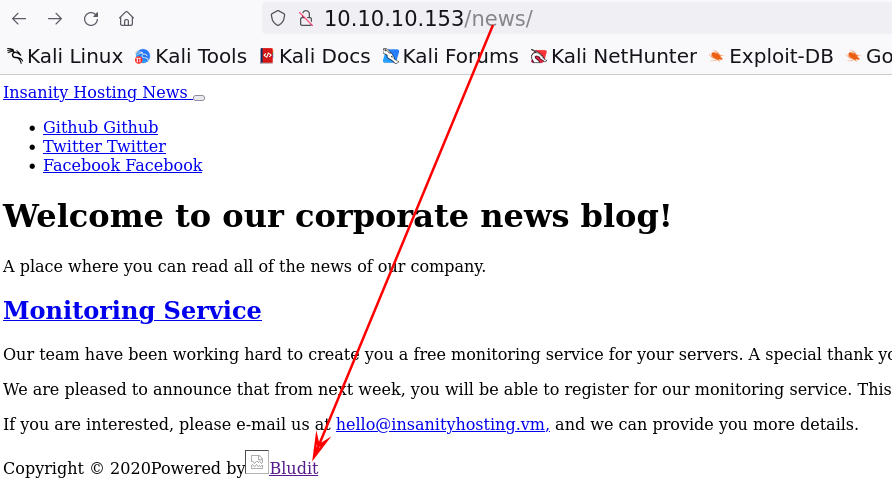 10.10.10.153/news/
Kali Linux Kali Tools Kali Docs Kali Forums Kali NetHunter Exploit-DB Go
Insanity Hosting News
Github Github
Twitter Twitter
Facebook Facebook
Welcome to our corporate news blog!
A place where you can read all of the news of our company.
Monitoring Service
Our team have been working hard to create you a free monitoring service for your servers. A special thank yo
We are pleased to announce that from next week, you will be able to register for our monitoring service. This
If you are interested, please e-mail us at hello@insanityhosting.vm, and we can provide you more details.
Copyright © 2020Powered byBludit